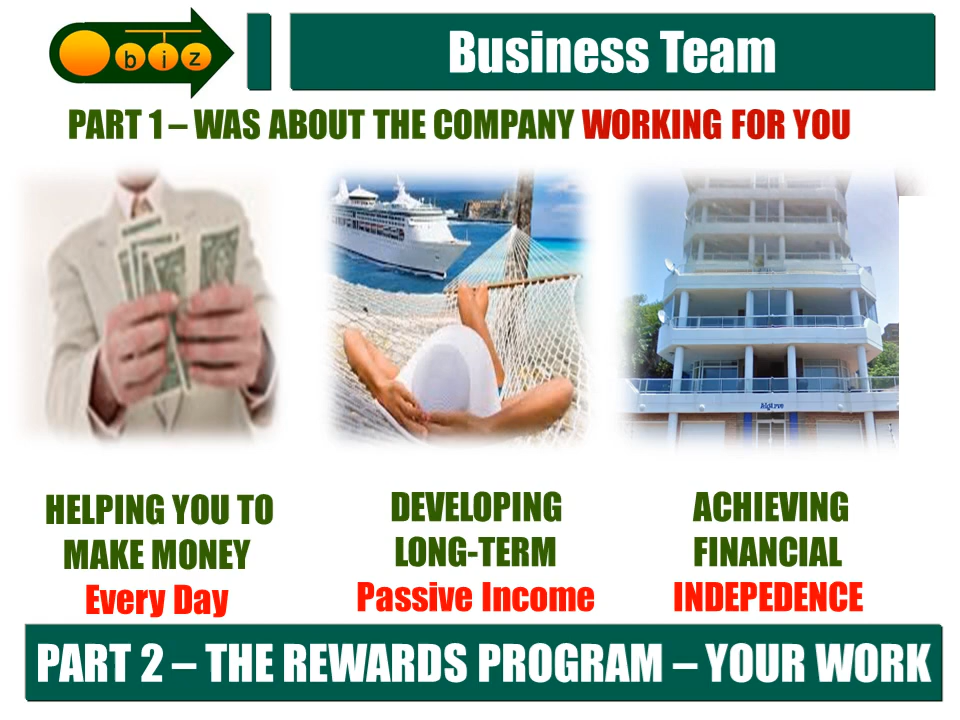 biz
Business Team
PART 1 – WAS ABOUT THE COMPANY WORKING FOR YOU
Algarve
HELPING YOU TO
MAKE MONEY
Every Day
DEVELOPING
LONG-TERM
Passive Income
ACHIEVING
FINANCIAL
INDEPEDENCE
PART 2 – THE REWARDS PROGRAM – YOUR WORK